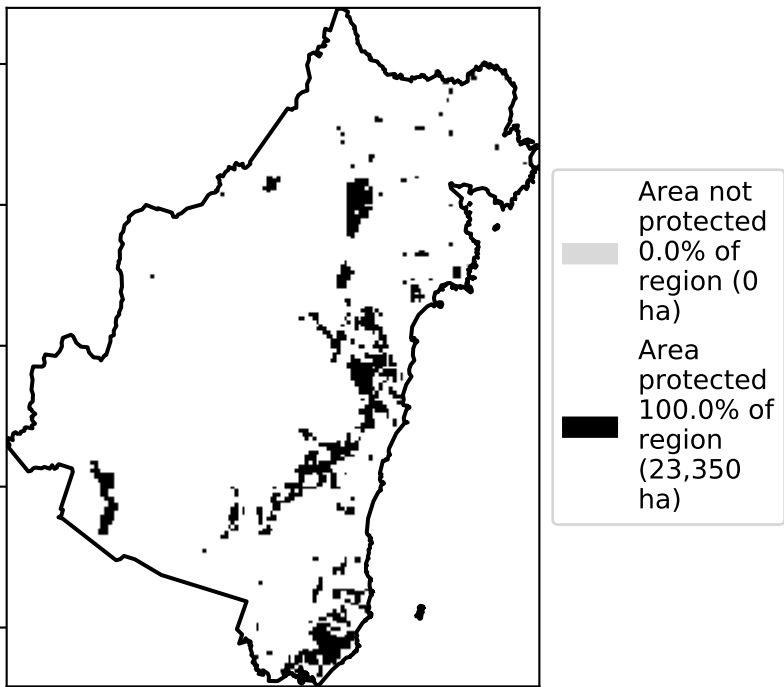 Area not
protected
0.0% of
region (0
ha)
Area
protected
100.0% of
region
(23,350
ha)